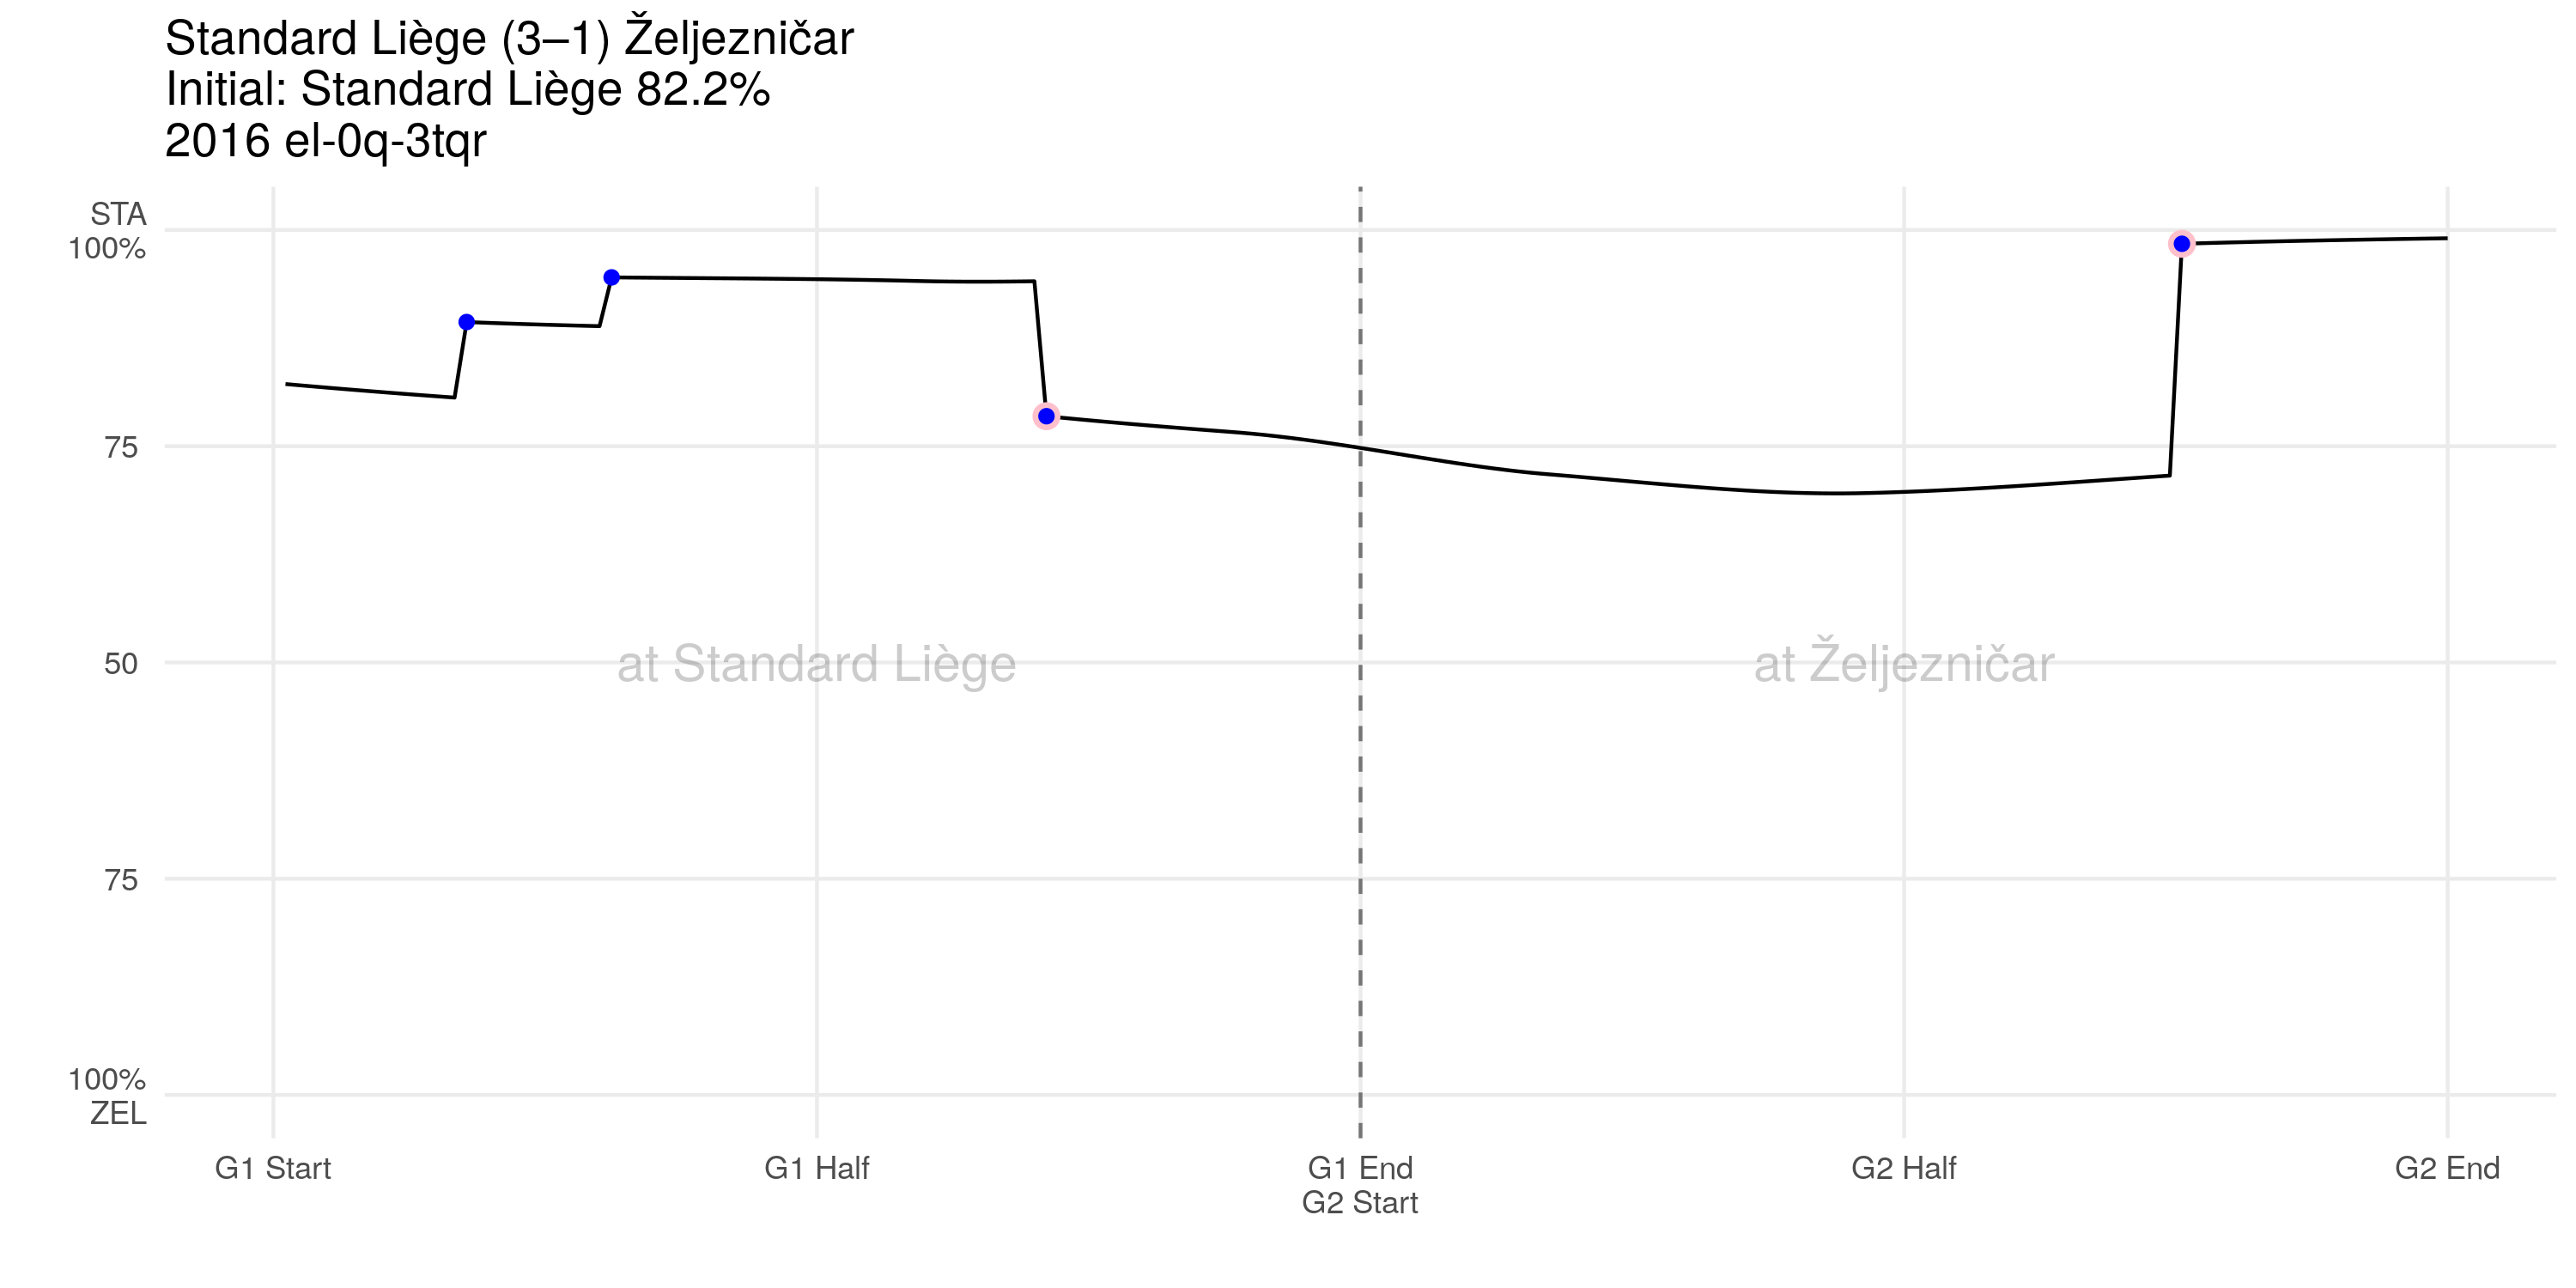 Standard Liège (3–1) Željezničar
Initial: Standard Liège 82.2%
2016 el-0q-3tqr
STA
100%
75
50
75
100%
ZEL
at Standard Liège
at Željezničar
G1 Start
G1 Half
G1 End
G2 Start
G2 Half
G2 End